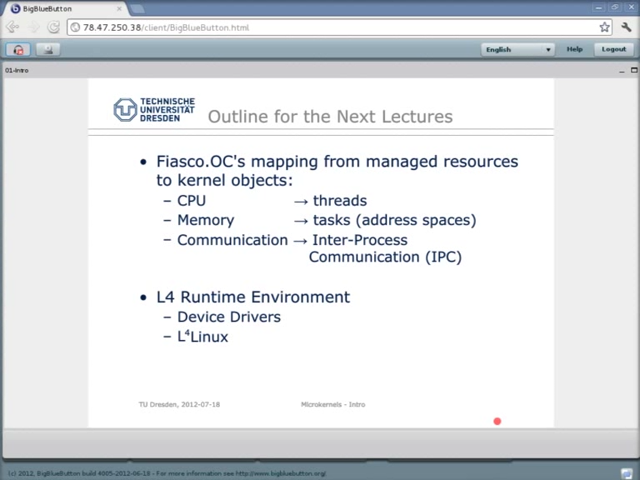 BigBlueButton
78.47.250.38/client/BigBlueButton.html
English
Help
Logout
01-Intro
TECHNISCHE
UNIVERSITÄT
DRESDEN
Outline for the Next Lectures
• Fiasco.OC's mapping from managed resources
to kernel objects:
– CPU → threads
– Memory → tasks (address spaces)
– Communication → Inter-Process
Communication (IPC)
• L4 Runtime Environment
– Device Drivers
– L⁴Linux
TU Dresden, 2012-07-18
Microkernels - Intro
(c) 2012, BigBlueButton build 4005-2012-06-18 - For more information see http://www.bigbluebutton.org/